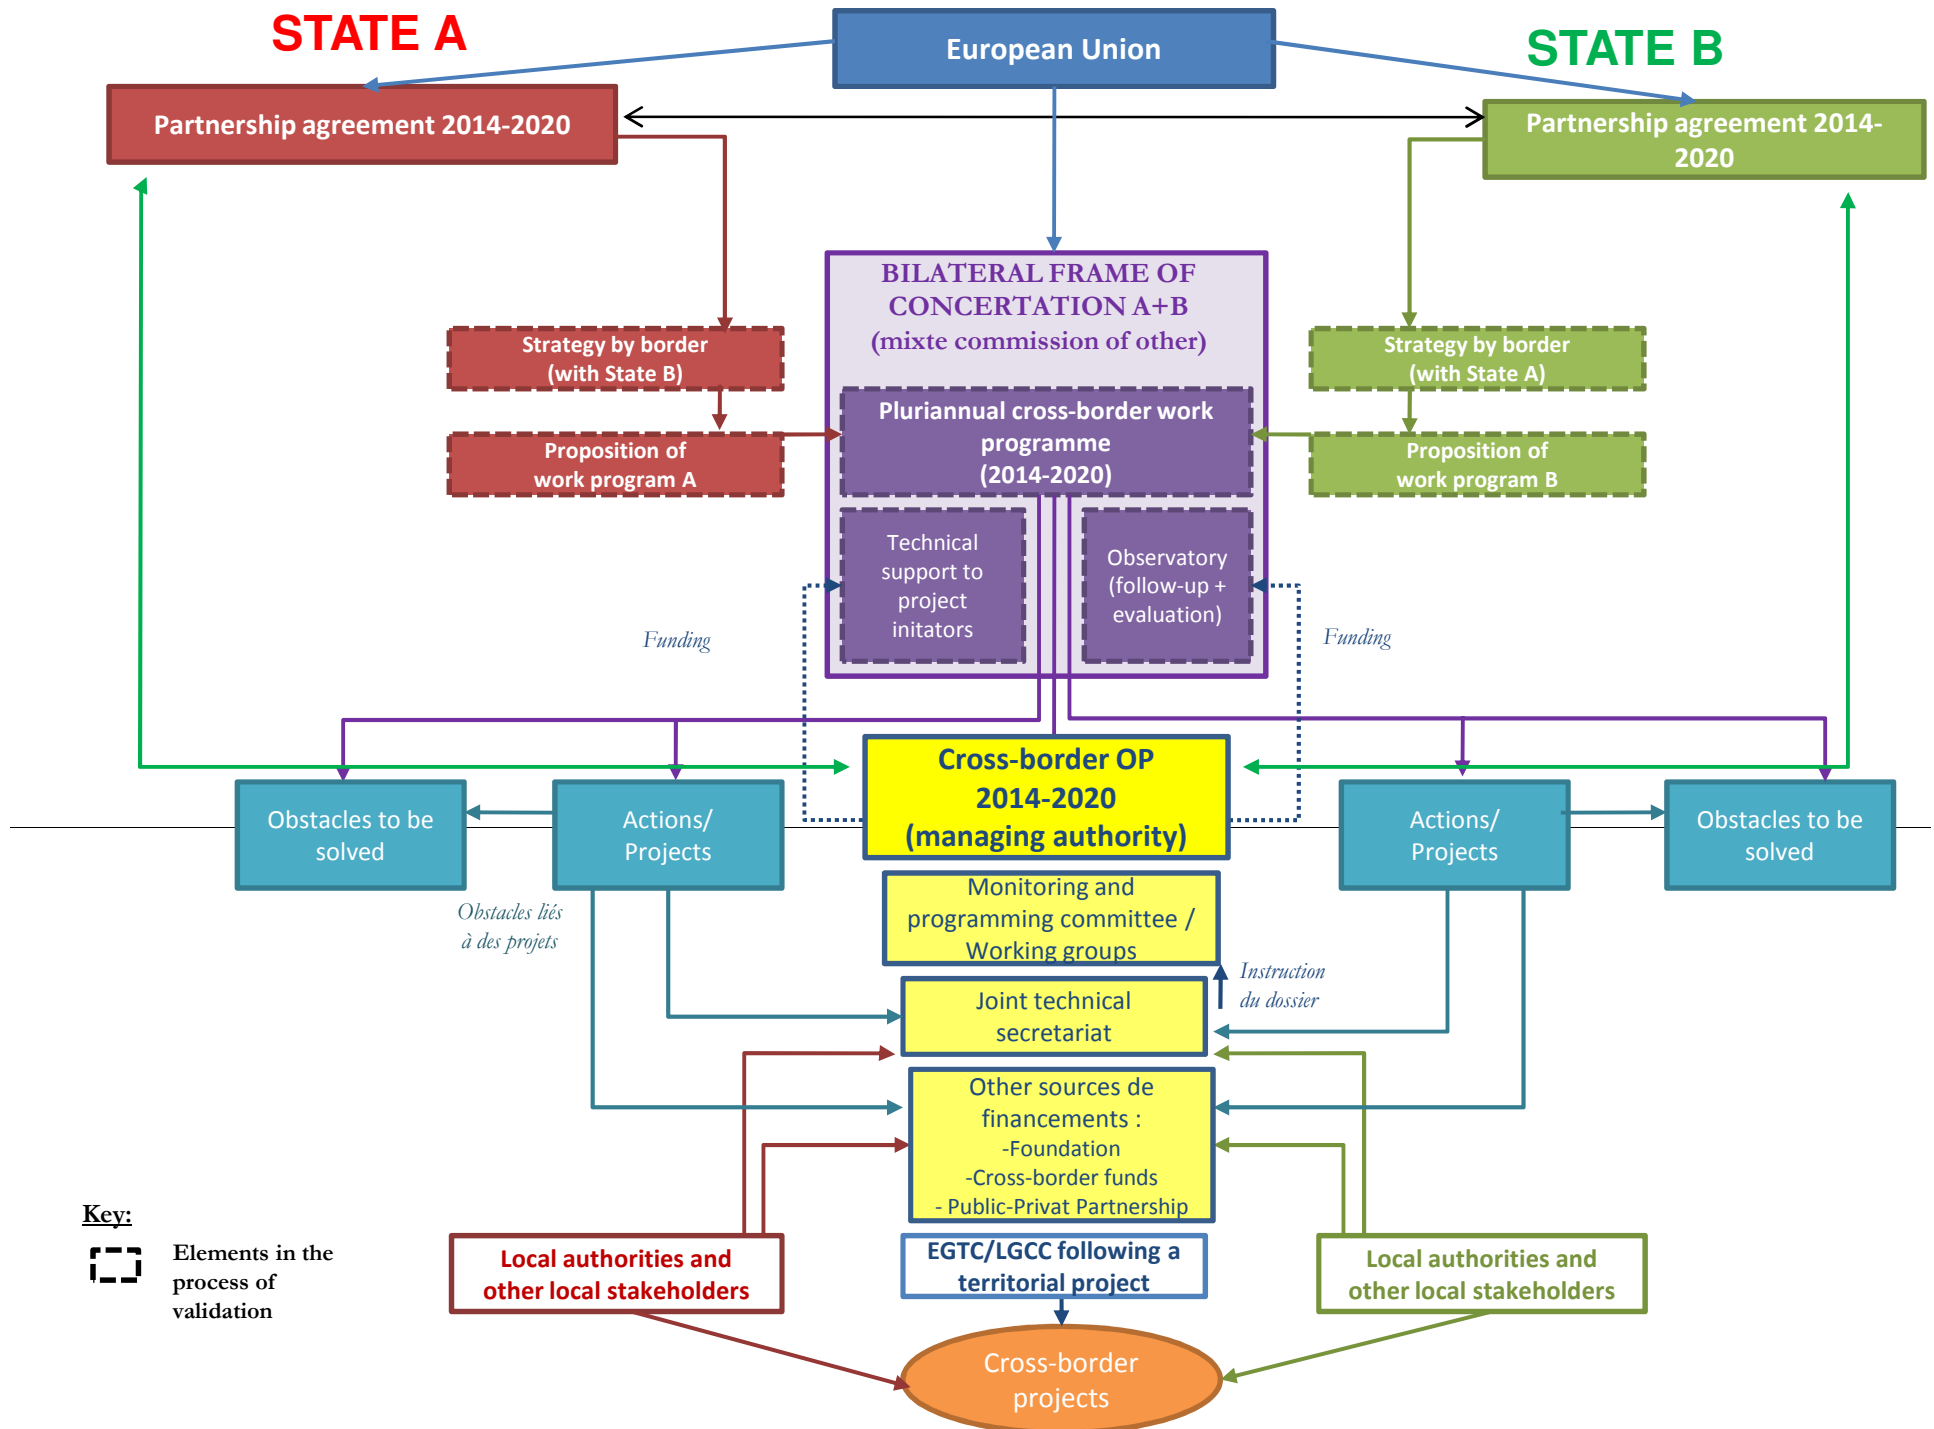 STATE A
European Union
STATE B
Partnership agreement 2014-2020
Partnership agreement 2014-
2020
BILATERAL FRAME OF
CONCERTATION A+B
(mixte commission of other)
Strategy by border
(with State B)
Strategy by border
(with State A)
Pluriannual cross-border work
programme
(2014-2020)
Proposition of
work program A
Proposition of
work program B
Technical
support to
project
initators
Observatory
(follow-up +
evaluation)
Funding
Funding
Cross-border OP
2014-2020
(managing authority)
Obstacles to be
solved
Actions/
Projects
Actions/
Projects
Obstacles to be
solved
Obstacles liés
à des projets
Monitoring and
programming committee /
Working groups
Instruction
du dossier
Joint technical
secretariat
Other sources de
financements :
-Foundation
-Cross-border funds
- Public-Privat Partnership
Key:
Elements in the
process of
validation
Local authorities and
other local stakeholders
EGTC/LGCC following a
territorial project
Local authorities and
other local stakeholders
Cross-border
projects